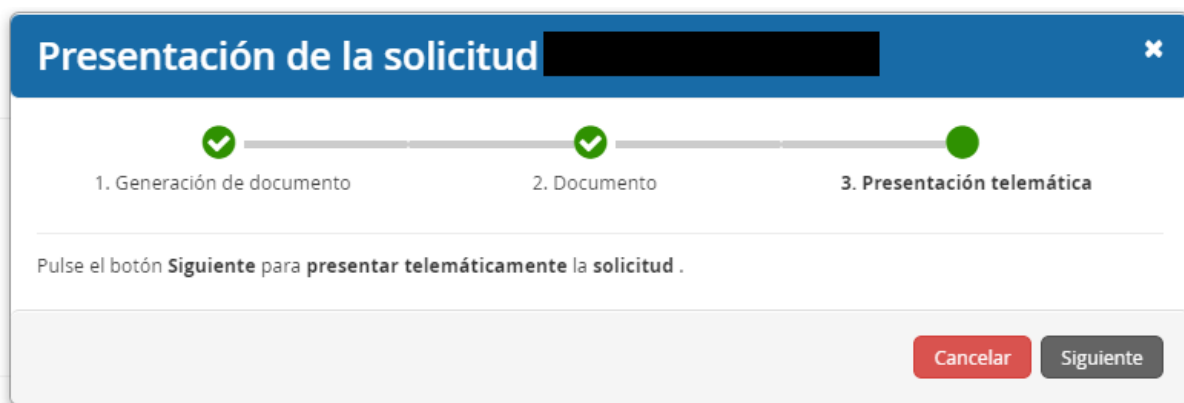 Presentación de la solicitud
1. Generación de documento
2. Documento
3. Presentación telemática
Pulse el botón Siguiente para presentar telemáticamente la solicitud .
Cancelar
Siguiente